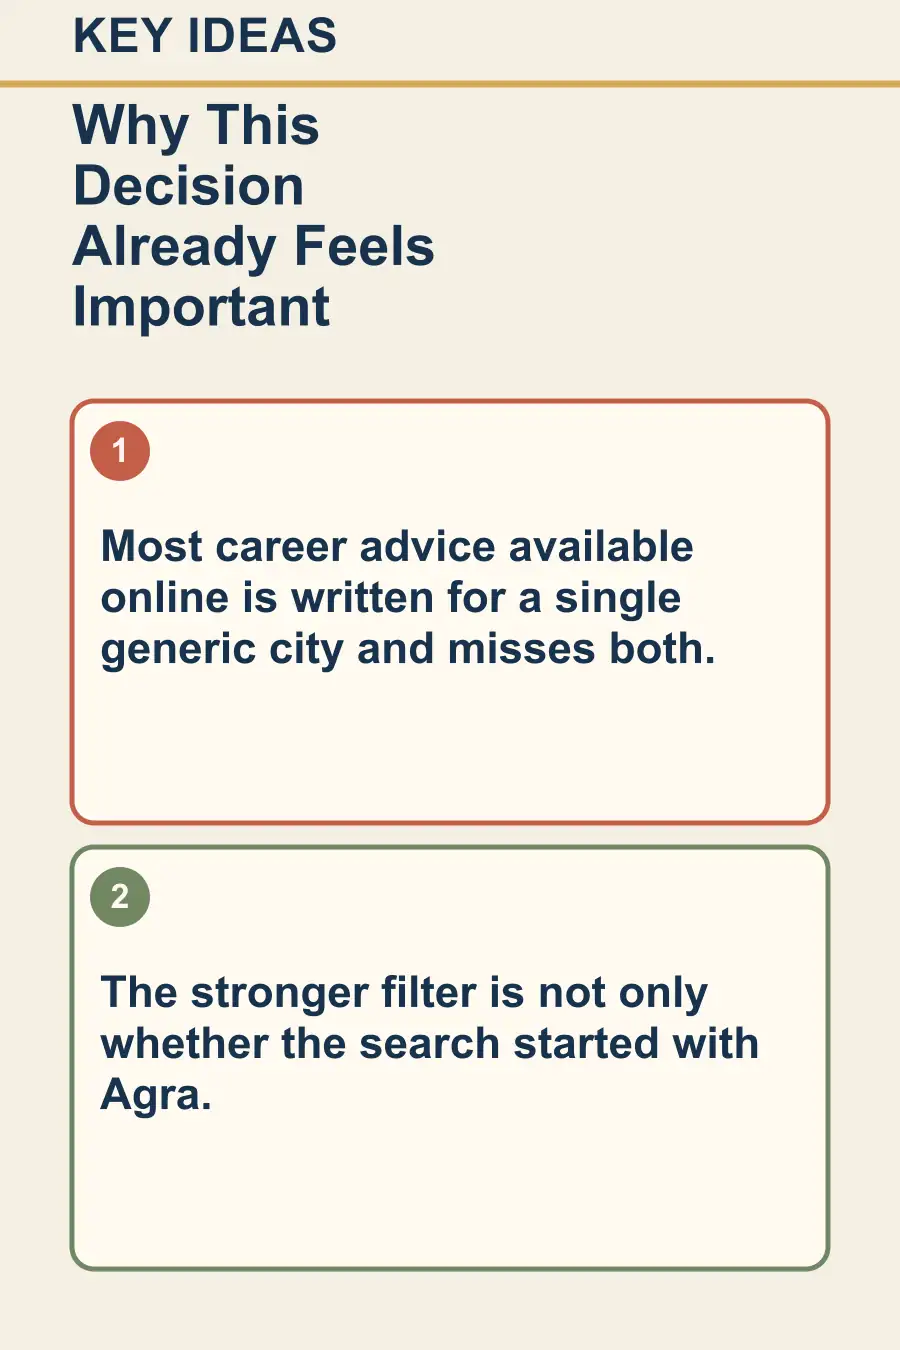 KEY IDEAS
Why This
Decision
Already Feels
Important
1
Most career advice available
online is written for a single
generic city and misses both.
2
The stronger filter is not only
whether the search started with
Agra.